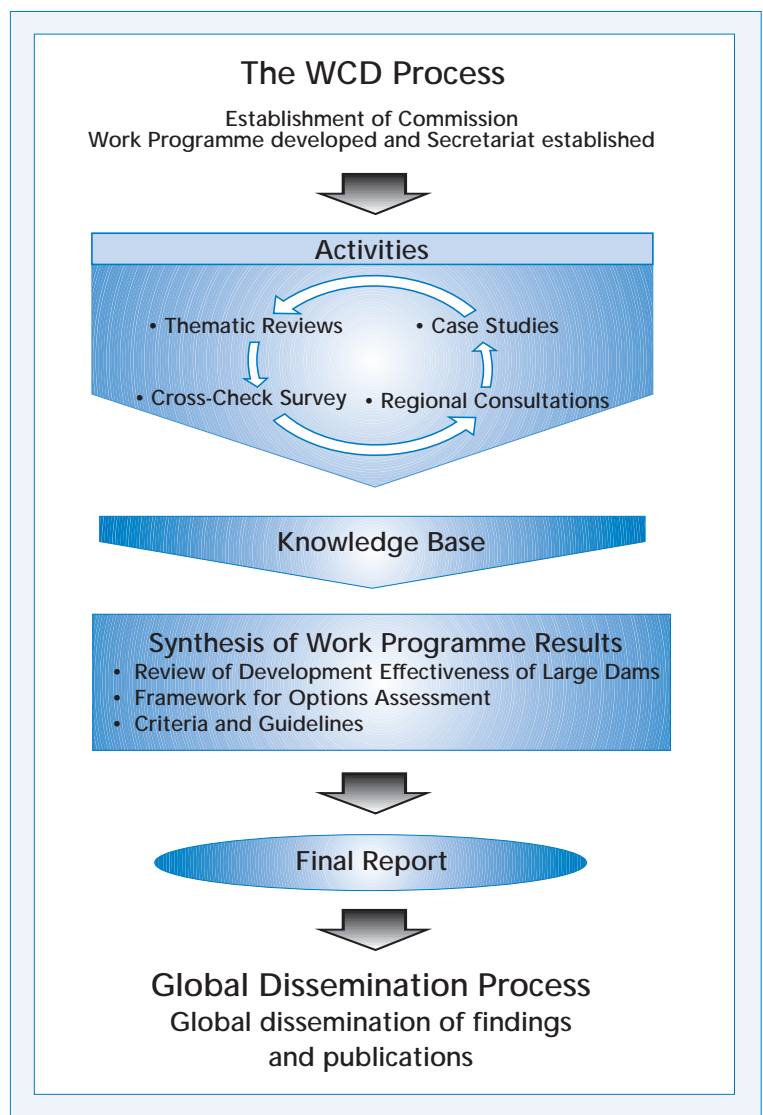 The WCD Process
Establishment of Commission
Work Programme developed and Secretariat established
Activities
• Thematic Reviews
• Case Studies
• Cross-Check Survey
• Regional Consultations
Knowledge Base
Synthesis of Work Programme Results
• Review of Development Effectiveness of Large Dams
• Framework for Options Assessment
• Criteria and Guidelines
Final Report
Global Dissemination Process
Global dissemination of findings
and publications